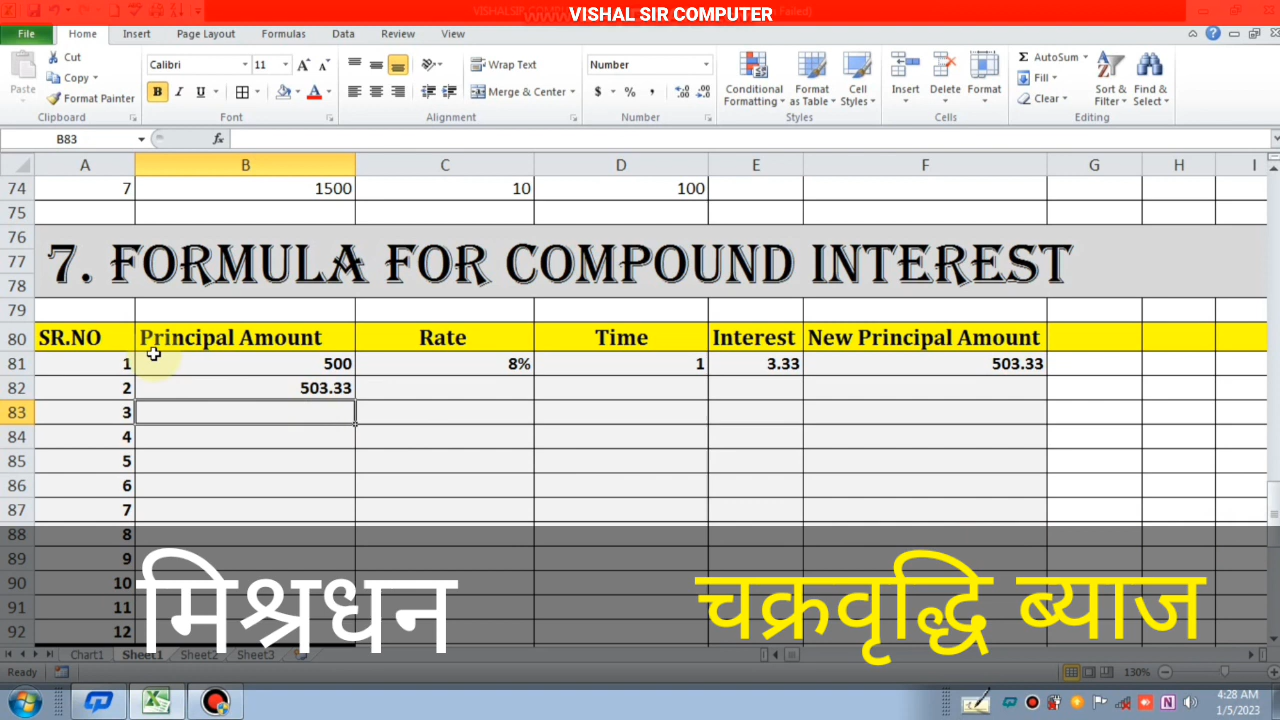 VISHAL SIR COMPUTER
File Home Insert Page Layout Formulas Data Review View
Paste Cut Copy Format Painter
Calibri 11 B I U
Wrap Text Merge & Center
Number $ % ,
Conditional Formatting Format as Table Cell Styles
Insert Delete Format
AutoSum Fill Clear Sort & Filter Find & Select
Clipboard Font Alignment Number Styles Cells Editing
B83 fx
A B C D E F G H I
74 7 1500 10 100
75
76
77 7. FORMULA FOR COMPOUND INTEREST
78
79
80 SR.NO Principal Amount Rate Time Interest New Principal Amount
81 1 500 8% 1 3.33 503.33
82 2 503.33
83 3
84 4
85 5
86 6
87 7
88 8
89 9
90 10
91 11
92 12
मिश्रधन चक्रवृद्धि ब्याज
Chart1 Sheet1 Sheet2 Sheet3
Ready 130%
4:28 AM
1/5/2023